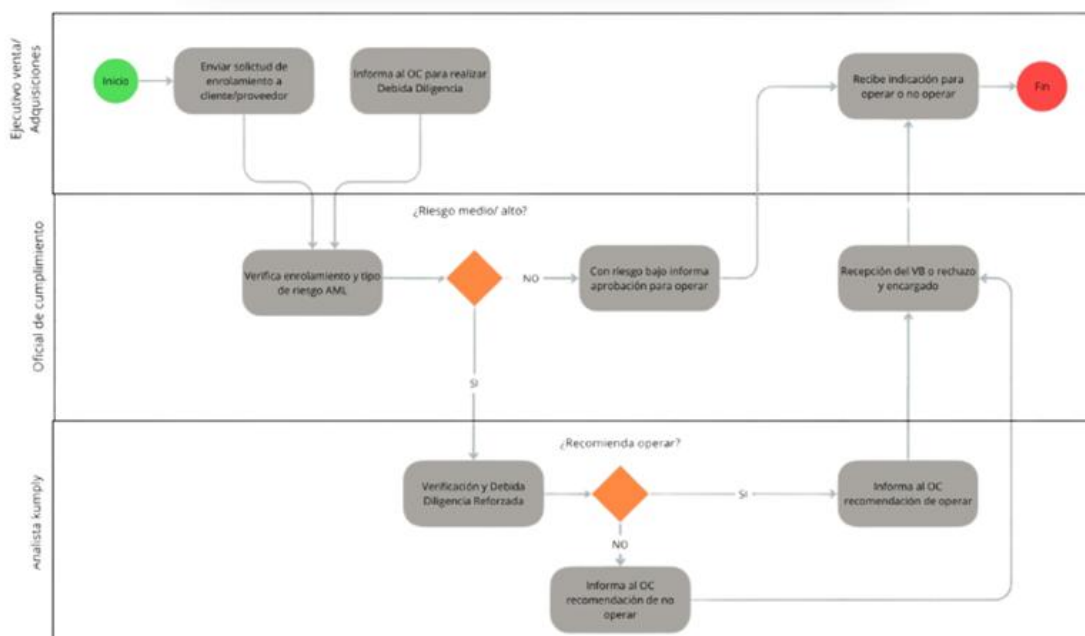 Ejecutivo venta/
Adquisiciones
Inicio
Enviar solictud de
enrolamiento a
cliente/proveedor
Informa al OC para realizar
Debida Diligencia
Recibe indicación para
operar o no operar
Fin
Oficial de cumplimiento
¿Riesgo medio/ alto?
Verifica enrolamiento y tipo
de riesgo AML
NO
Con riesgo bajo informa
aprobación para operar
Recepción del VB o rechazo
y encargado
SI
Analista kumply
¿Recomienda operar?
Verificación y Debida
Diligencia Reforzada
SI
Informa al OC
recomendación de operar
NO
Informa al OC
recomendación de no
operar